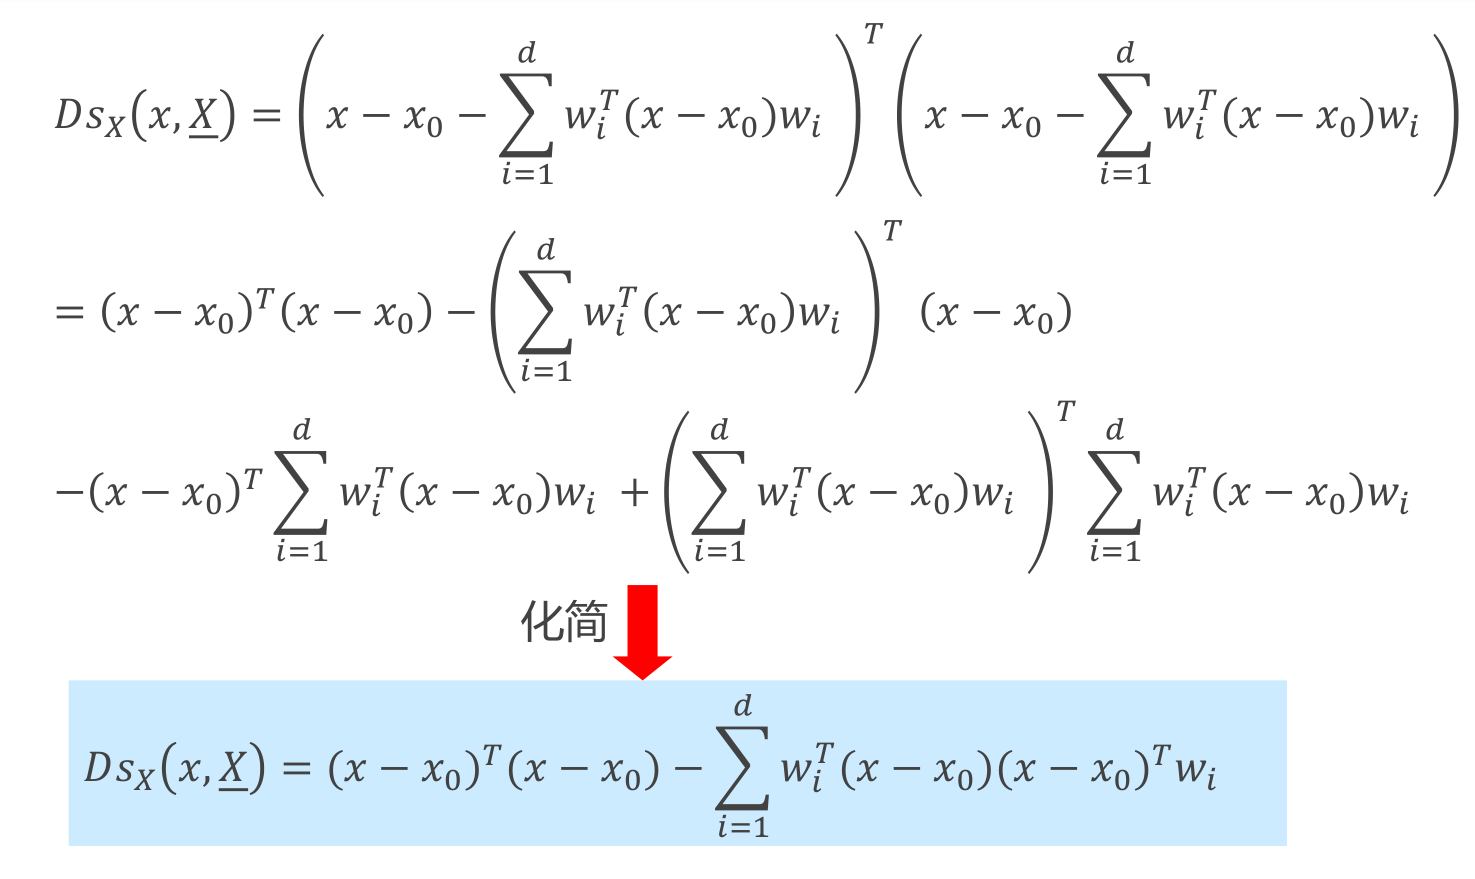 $Ds_X(x, \underline{X}) = \left( x - x_0 - \sum_{i=1}^{d} w_i^T(x - x_0)w_i \right)^T \left( x - x_0 - \sum_{i=1}^{d} w_i^T(x - x_0)w_i \right)$
$= (x - x_0)^T(x - x_0) - \left( \sum_{i=1}^{d} w_i^T(x - x_0)w_i \right)^T (x - x_0)$
$-(x - x_0)^T \sum_{i=1}^{d} w_i^T(x - x_0)w_i + \left( \sum_{i=1}^{d} w_i^T(x - x_0)w_i \right)^T \sum_{i=1}^{d} w_i^T(x - x_0)w_i$
化简
$Ds_X(x, \underline{X}) = (x - x_0)^T(x - x_0) - \sum_{i=1}^{d} w_i^T(x - x_0)(x - x_0)^T w_i$